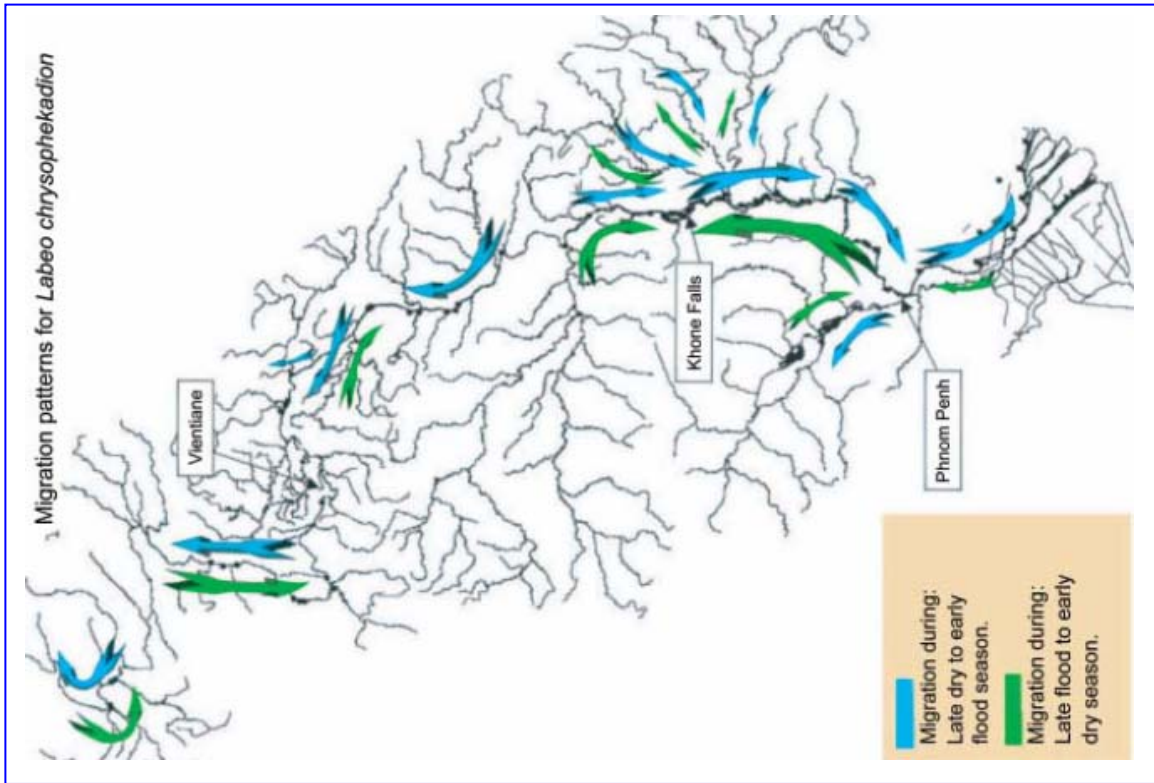 Migration patterns for Labeo chrysophekadion
Vientiane
Khone Falls
Phnom Penh
Migration during:
Late dry to early
flood season.
Migration during:
Late flood to early
dry season.